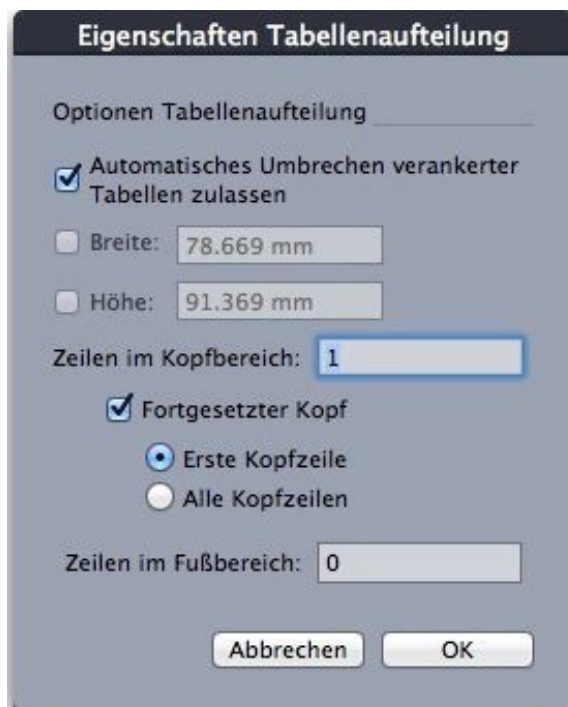 Eigenschaften Tabellenaufteilung
Optionen Tabellenaufteilung
Automatisches Umbrechen verankerter
Tabellen zulassen
Breite: 78.669 mm
Höhe: 91.369 mm
Zeilen im Kopfbereich: 1
Fortgesetzter Kopf
Erste Kopfzeile
Alle Kopfzeilen
Zeilen im Fußbereich: 0
Abbrechen OK